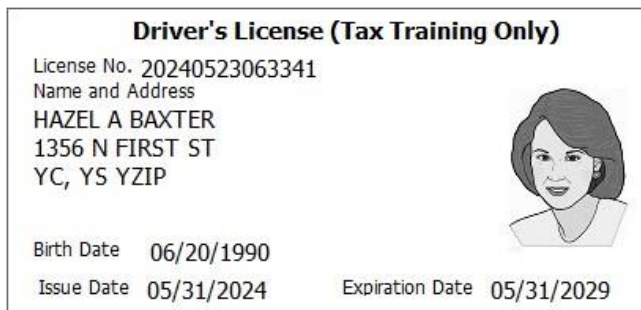 Driver's License (Tax Training Only)
License No. 20240523063341
Name and Address
HAZEL A BAXTER
1356 N FIRST ST
YC, YS YZIP
Birth Date 06/20/1990
Issue Date 05/31/2024 Expiration Date 05/31/2029